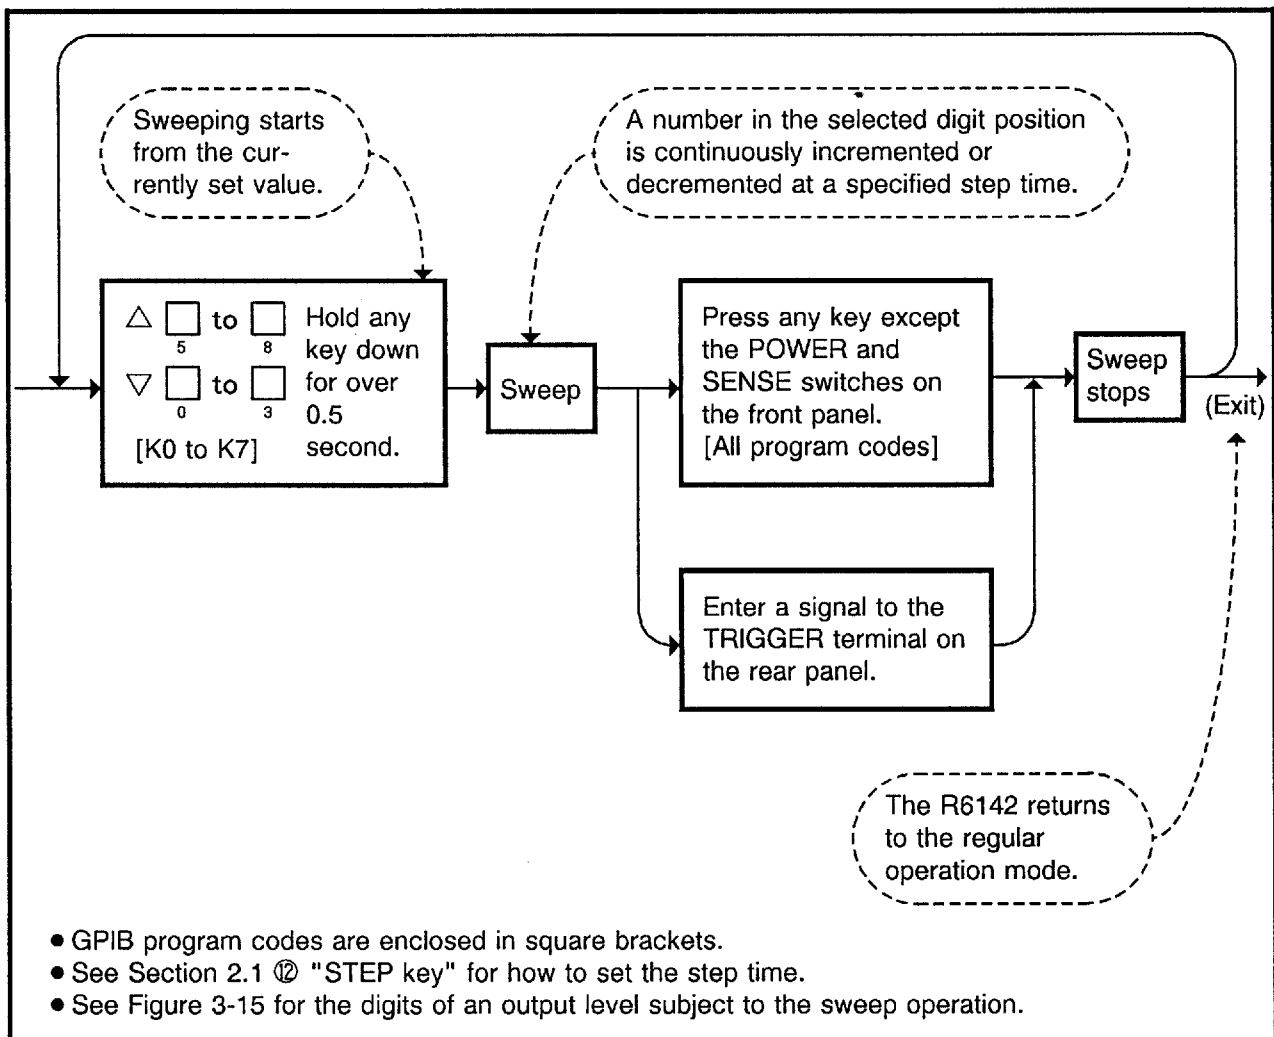 Sweeping starts
from the cur-
rently set value.
A number in the selected digit position
is continuously incremented or
decremented at a specified step time.
△ □ to □
5 8
▽ □ to □
0 3
[K0 to K7]
Hold any
key down
for over
0.5
second.
Sweep
Press any key except
the POWER and
SENSE switches on
the front panel.
[All program codes]
Sweep
stops
(Exit)
Enter a signal to the
TRIGGER terminal on
the rear panel.
The R6142 returns
to the regular
operation mode.
● GPIB program codes are enclosed in square brackets.
● See Section 2.1 ⑫ "STEP key" for how to set the step time.
● See Figure 3-15 for the digits of an output level subject to the sweep operation.